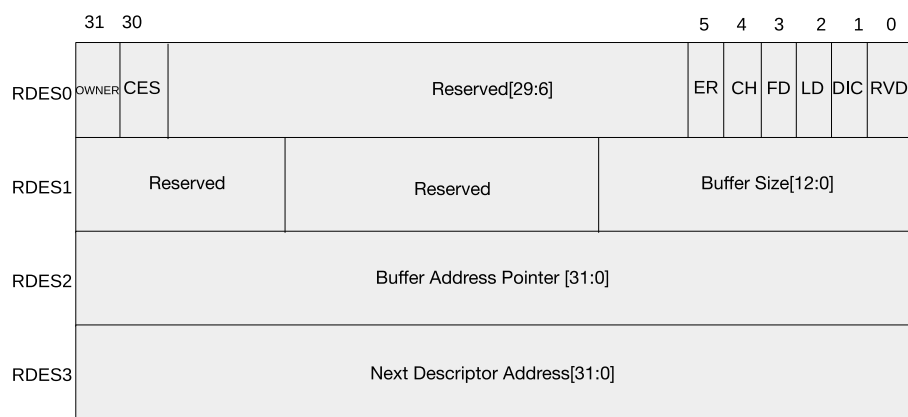 31 30 5 4 3 2 1 0
RDES0 OWNER CES Reserved[29:6] ER CH FD LD DIC RVD
RDES1 Reserved Reserved Buffer Size[12:0]
RDES2 Buffer Address Pointer [31:0]
RDES3 Next Descriptor Address[31:0]